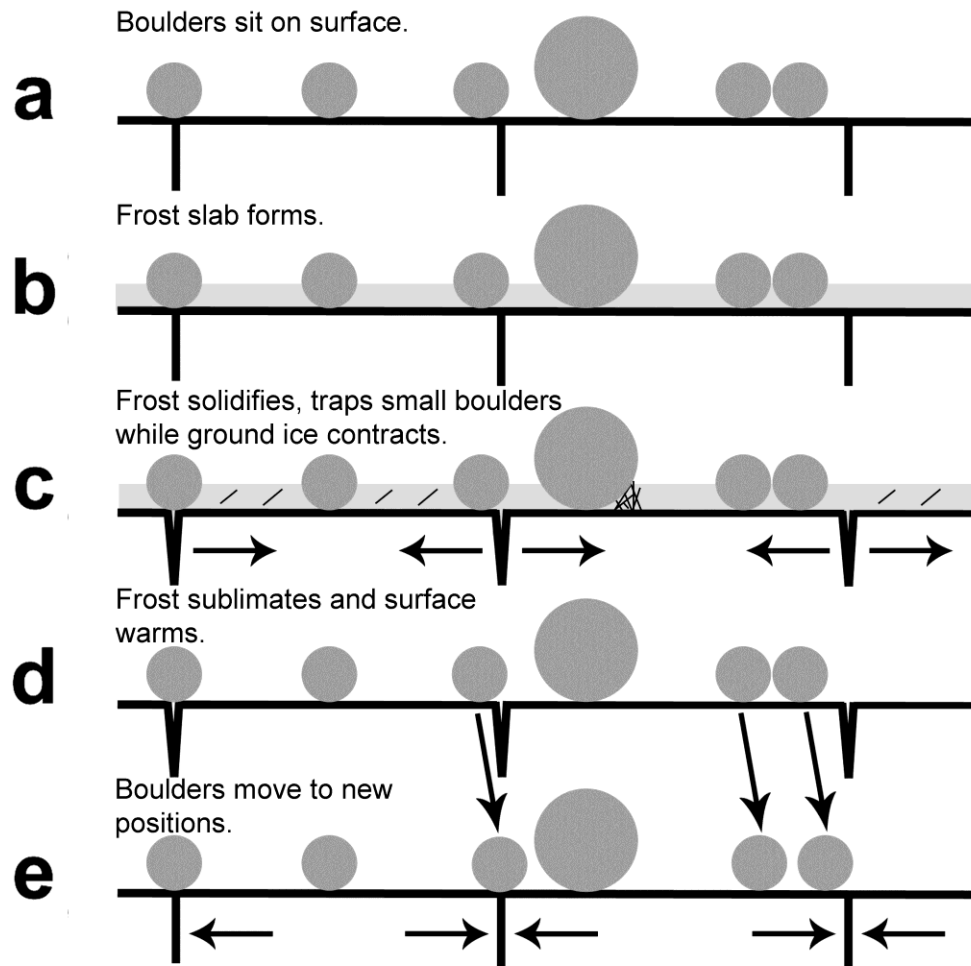 Boulders sit on surface.
a
Frost slab forms.
b
Frost solidifies, traps small boulders
while ground ice contracts.
c
Frost sublimates and surface
warms.
d
Boulders move to new
positions.
e